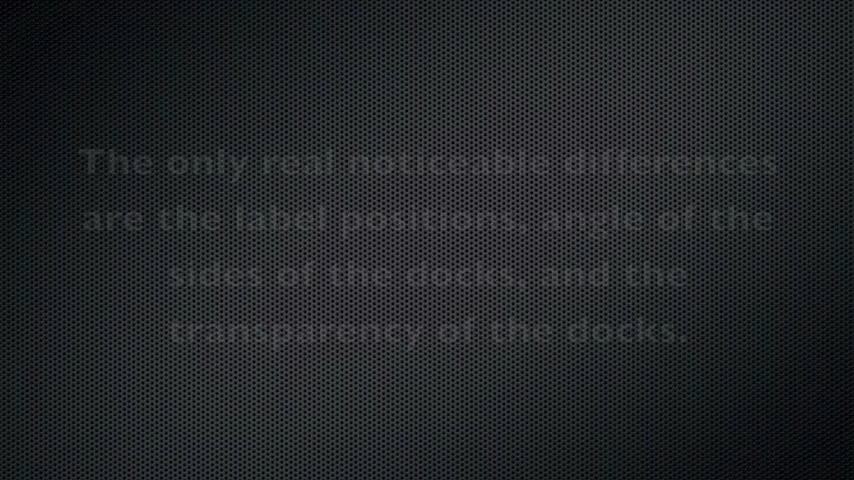 The only real noticeable differences
are the label positions, angle of the
sides of the docks, and the
transparency of the docks.